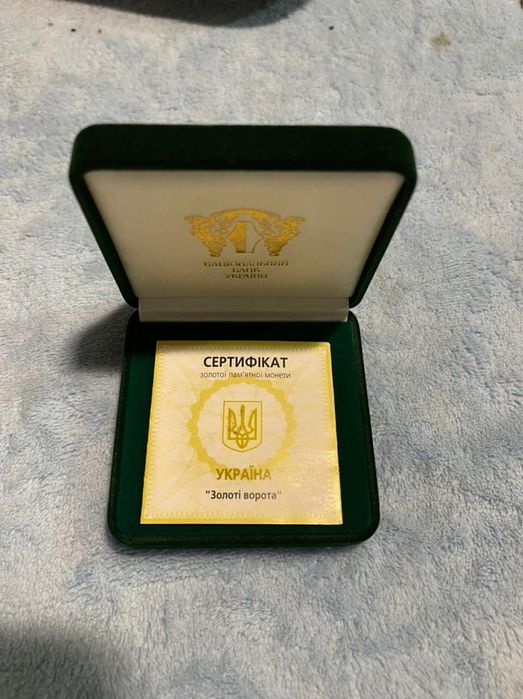 НАЦІОНАЛЬНИЙ
БАНК
УКРАЇНИ
СЕРТИФІКАТ
золотої пам'ятної монети
УКРАЇНА
"Золоті ворота"